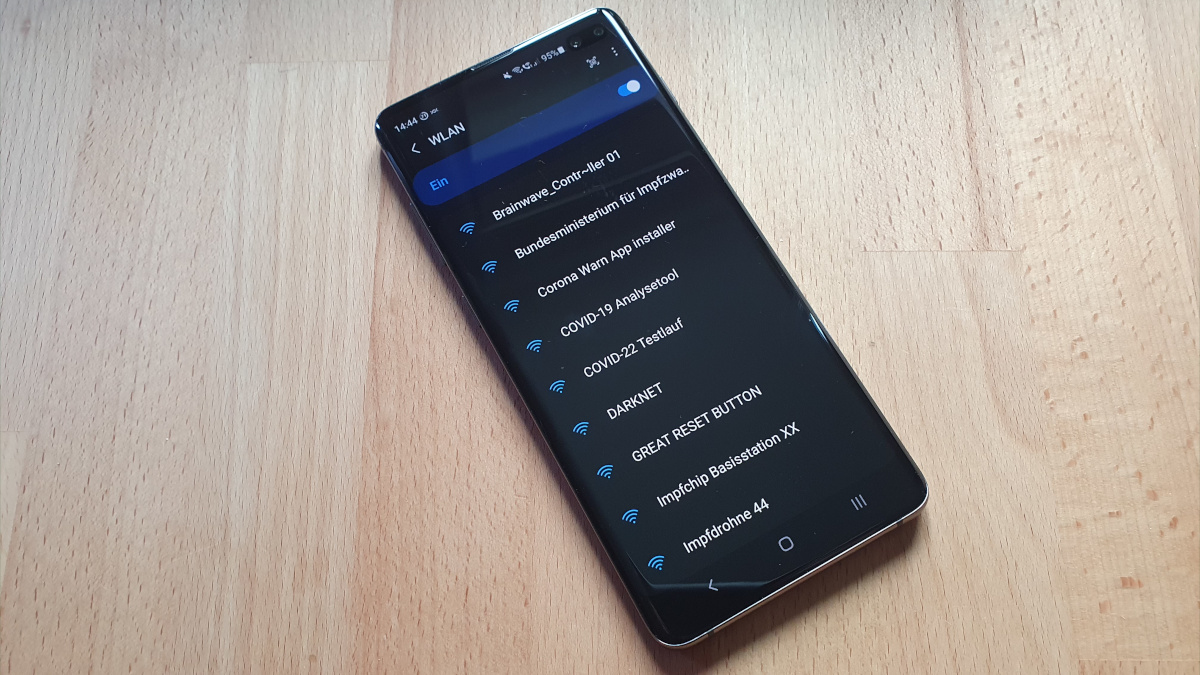 14:44
95%
WLAN
Ein
Brainwave_Contr~ller 01
Bundesministerium für Impfzwa..
Corona Warn App installer
COVID-19 Analysetool
COVID-22 Testlauf
DARKNET
GREAT RESET BUTTON
Impfchip Basisstation XX
Impfdrohne 44